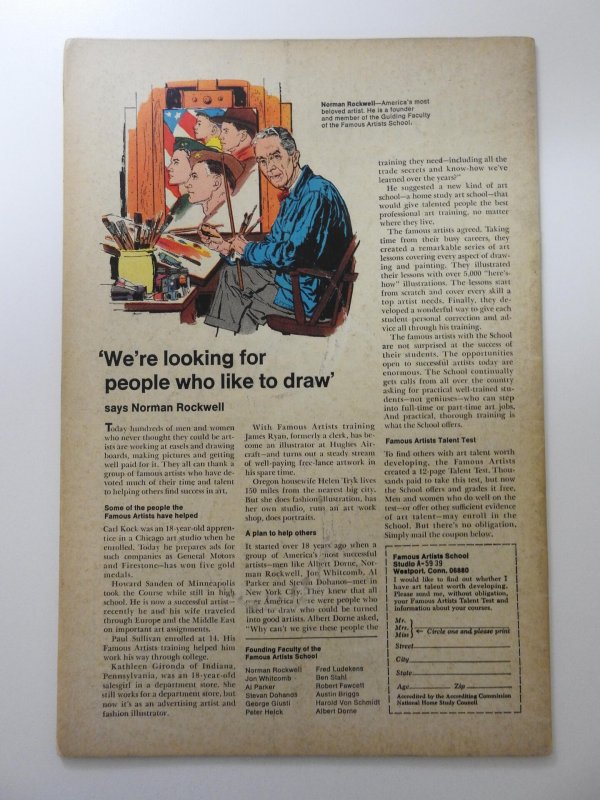 Norman Rockwell—America's most
beloved artist. He is a founder
and member of the Guiding Faculty
of the Famous Artists School.
'We're looking for
people who like to draw'
says Norman Rockwell
Today hundreds of men and women
who never thought they could be art-
ists are working at easels and drawing
boards, making pictures and getting
well paid for it. They all can thank a
group of famous artists who have de-
voted much of their time and talent
to helping others find success in art.
Some of the people the
Famous Artists have helped
Carl Kock was an 18-year-old appren-
tice in a Chicago art studio when he
enrolled. Today he prepares ads for
such companies as General Motors
and Firestone—has won five gold
medals.
Howard Sanden of Minneapolis
took the Course while still in high
school. He is now a successful artist—
recently he and his wife traveled
through Europe and the Middle East
on important art assignments.
Paul Sullivan enrolled at 14. His
Famous Artists training helped him
work his way through college.
Kathleen Gironda of Indiana,
Pennsylvania, was an 18-year-old
salesgirl in a department store. She
still works for a department store, but
now it's as an advertising artist and
fashion illustrator.
With Famous Artists training
James Ryan, formerly a clerk, has be-
come an illustrator at Hughes Air-
craft—and turns out a steady stream
of well-paying free-lance artwork in
his spare time.
Oregon housewife Helen Tryk lives
150 miles from the nearest big city.
But she does fashion illustration, has
her own studio, runs an art work
shop, does portraits.
A plan to help others
It started over 18 years ago when a
group of America's most successful
artists—men like Albert Dorne, Nor-
man Rockwell, Jon Whitcomb, Al
Parker and Stevan Dohanos—met in
New York City. They knew that all
over America there were people who
liked to draw who could be turned
into good artists. Albert Dorne asked,
"Why can't we give these people the
Founding Faculty of the
Famous Artists School
Norman Rockwell
Jon Whitcomb
Al Parker
Stevan Dohanos
George Giusti
Peter Helck
Fred Ludekens
Ben Stahl
Robert Fawcett
Austin Briggs
Harold Von Schmidt
Albert Dorne
training they need—including all the
trade secrets and know-how we've
learned over the years?"
He suggested a new kind of art
school—a home study art school—that
would give talented people the best
professional art training, no matter
where they live.
The famous artists agreed. Taking
time from their busy careers, they
created a remarkable series of art
lessons covering every aspect of draw-
ing and painting. They illustrated
their lessons with over 5,000 "here's-
how" illustrations. The lessons start
from scratch and cover every skill a
top artist needs. Finally, they de-
veloped a wonderful way to give each
student personal correction and ad-
vice all through his training.
The famous artists with the School
are not surprised at the success of
their students. The opportunities
open to successful artists today are
enormous. The School continually
gets calls from all over the country
asking for practical well-trained stu-
dents—not geniuses—who can step
into full-time or part-time art jobs.
And practical, thorough training is
what the School offers.
Famous Artists Talent Test
To find others with art talent worth
developing, the Famous Artists
created a 12-page Talent Test. Thou-
sands paid to take this test, but now
the School offers and grades it free.
Men and women who do well on the
test—or offer other sufficient evidence
of art talent—may enroll in the
School. But there's no obligation.
Simply mail the coupon below.
Famous Artists School
Studio A-59 39
Westport, Conn. 06880
I would like to find out whether I
have art talent worth developing.
Please send me, without obligation,
your Famous Artists Talent Test and
information about your courses.
Mr.
Mrs.
Miss
Circle one and please print
Street
City
State
Age Zip
Accredited by the Accrediting Commission
National Home Study Council